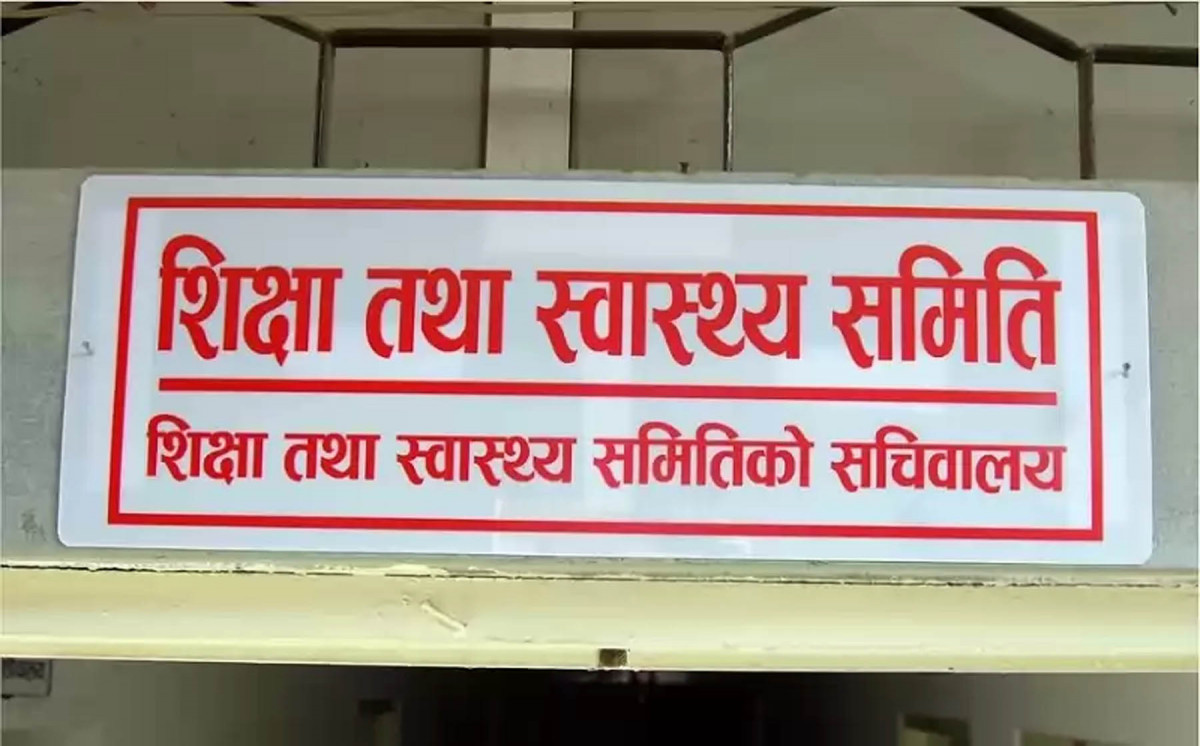 शिक्षा तथा स्वास्थ्य समिति
शिक्षा तथा स्वास्थ्य समितिको सचिवालय